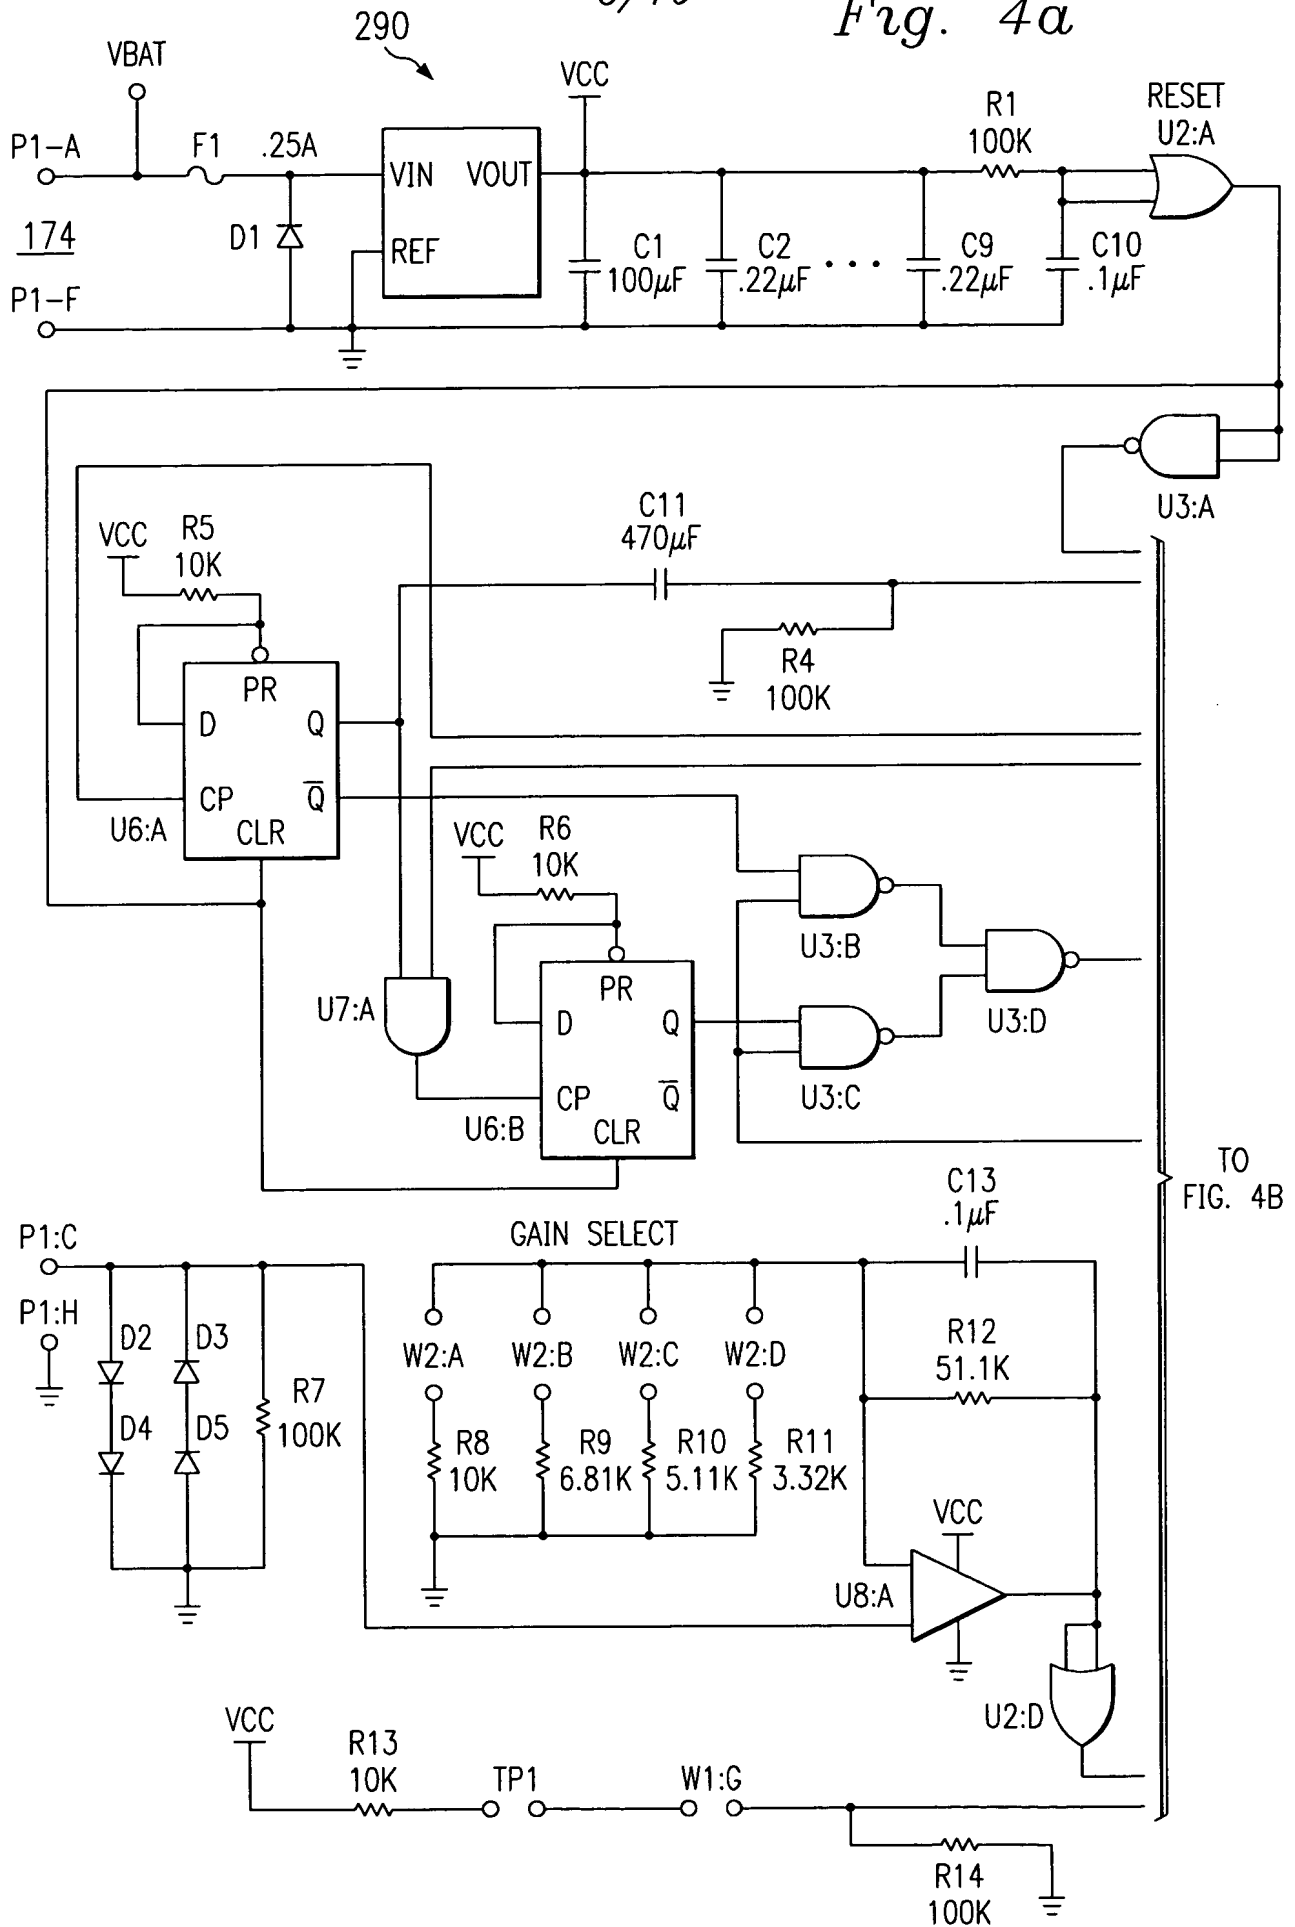 Fig. 4a
290
VBAT
VCC
P1-A
F1
.25A
VIN
VOUT
REF
R1
100K
RESET
U2:A
174
D1
C1
100μF
C2
.22μF
• • •
C9
.22μF
C10
.1μF
P1-F
U3:A
C11
470μF
VCC
R5
10K
R4
100K
PR
D
Q
CP
Q̅
CLR
U6:A
VCC
R6
10K
U3:B
U7:A
PR
D
Q
CP
Q̅
CLR
U6:B
U3:D
U3:C
TO
FIG. 4B
C13
.1μF
P1:C
GAIN SELECT
P1:H
D2
D3
W2:A
W2:B
W2:C
W2:D
R12
51.1K
D4
D5
R7
100K
R8
10K
R9
6.81K
R10
5.11K
R11
3.32K
VCC
U8:A
U2:D
VCC
R13
10K
TP1
W1:G
R14
100K